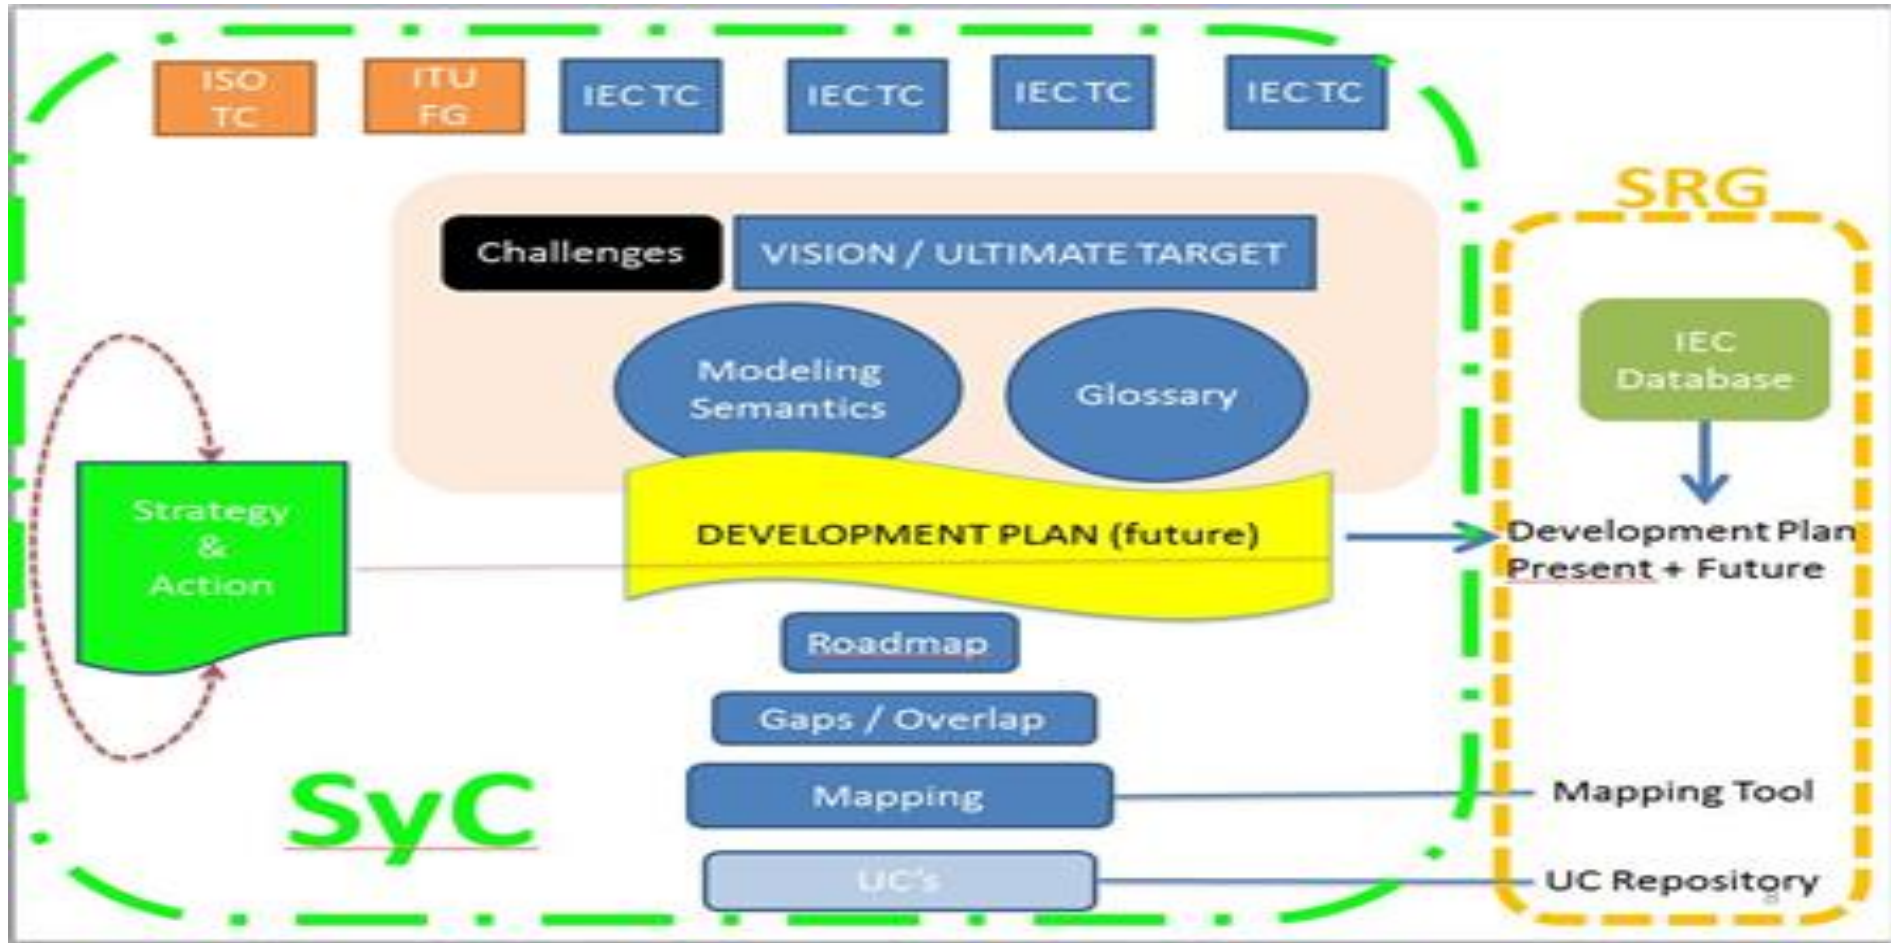 ISO
TC
ITU
FG
IEC TC
IEC TC
IEC TC
IEC TC
SRG
Challenges
VISION / ULTIMATE TARGET
IEC
Database
Modeling
Semantics
Glossary
Strategy
&
Action
DEVELOPMENT PLAN (future)
Development Plan
Present + Future
Roadmap
Gaps / Overlap
SyC
Mapping
Mapping Tool
UC's
UC Repository
8